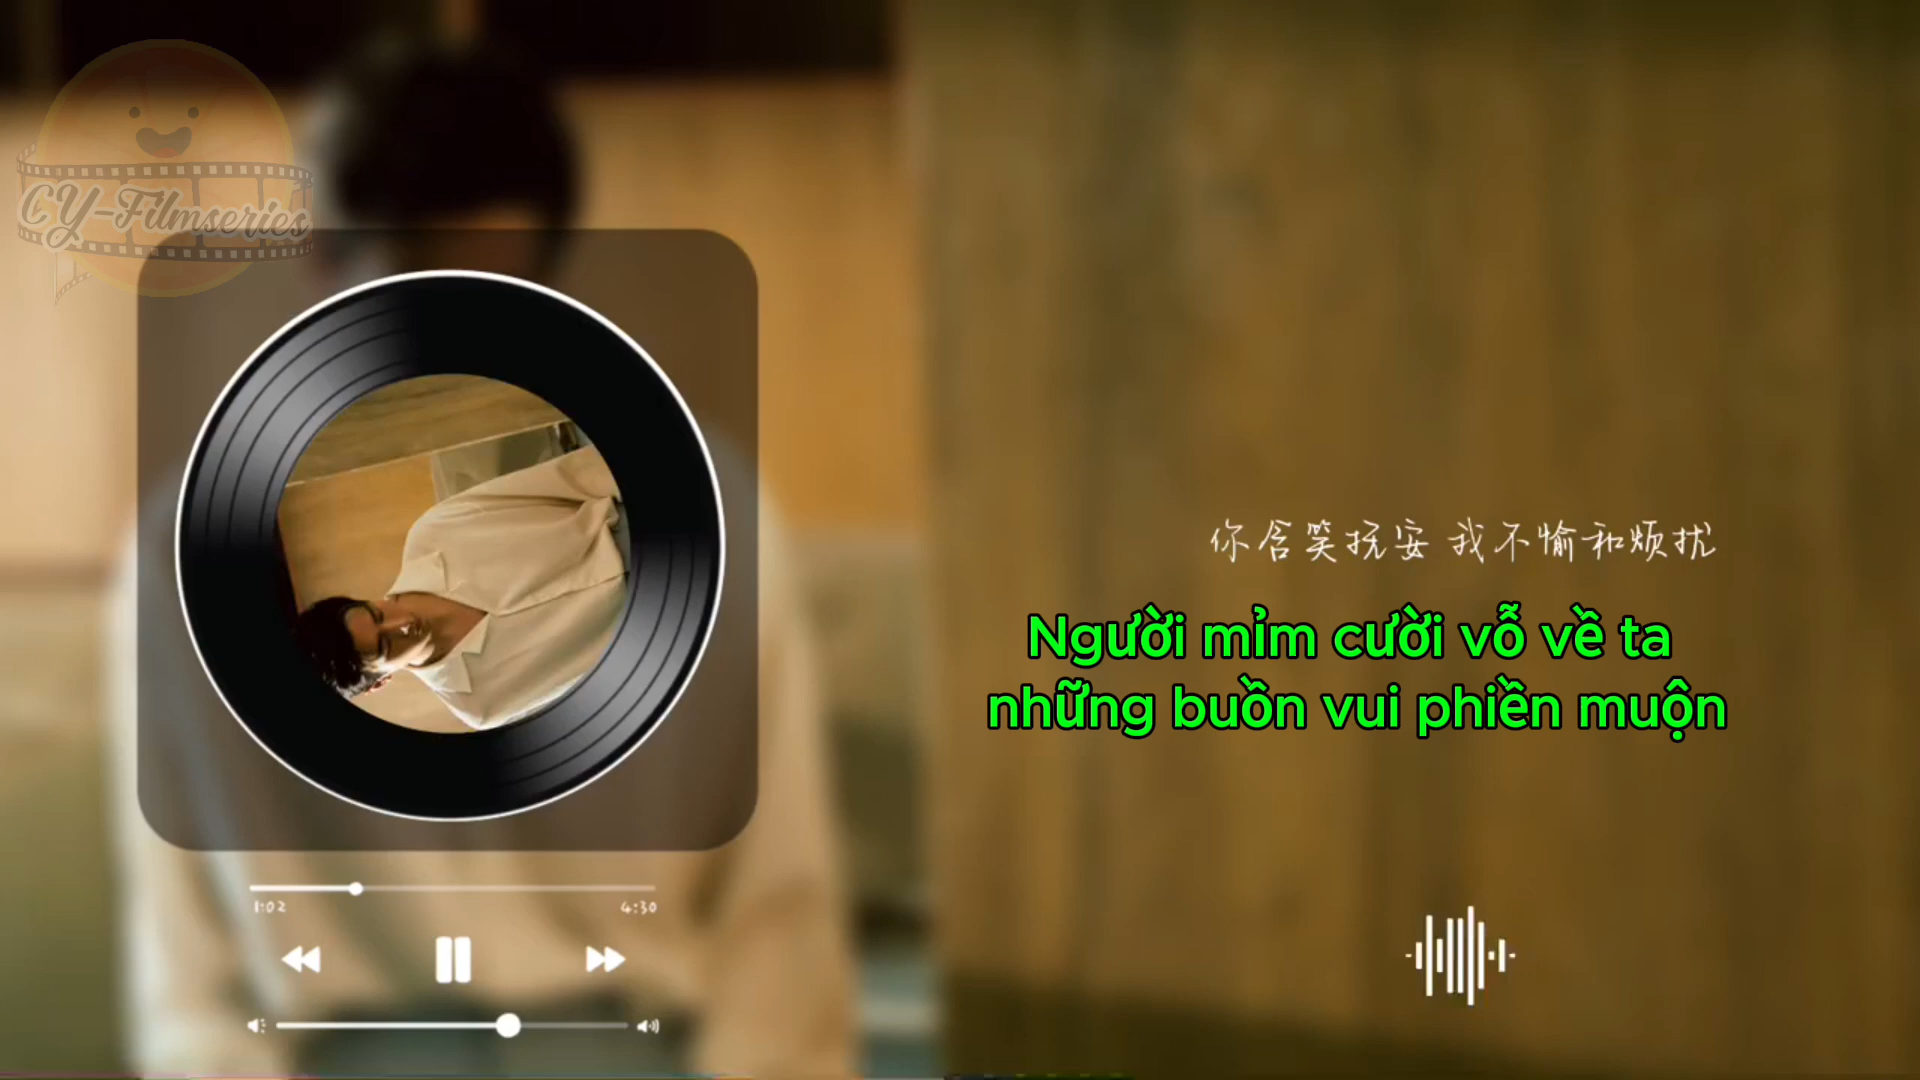 CY-Filmseries
你含笑抚安 我不愉和烦扰
Người mỉm cười vỗ về ta
những buồn vui phiền muộn
1:02
4:30